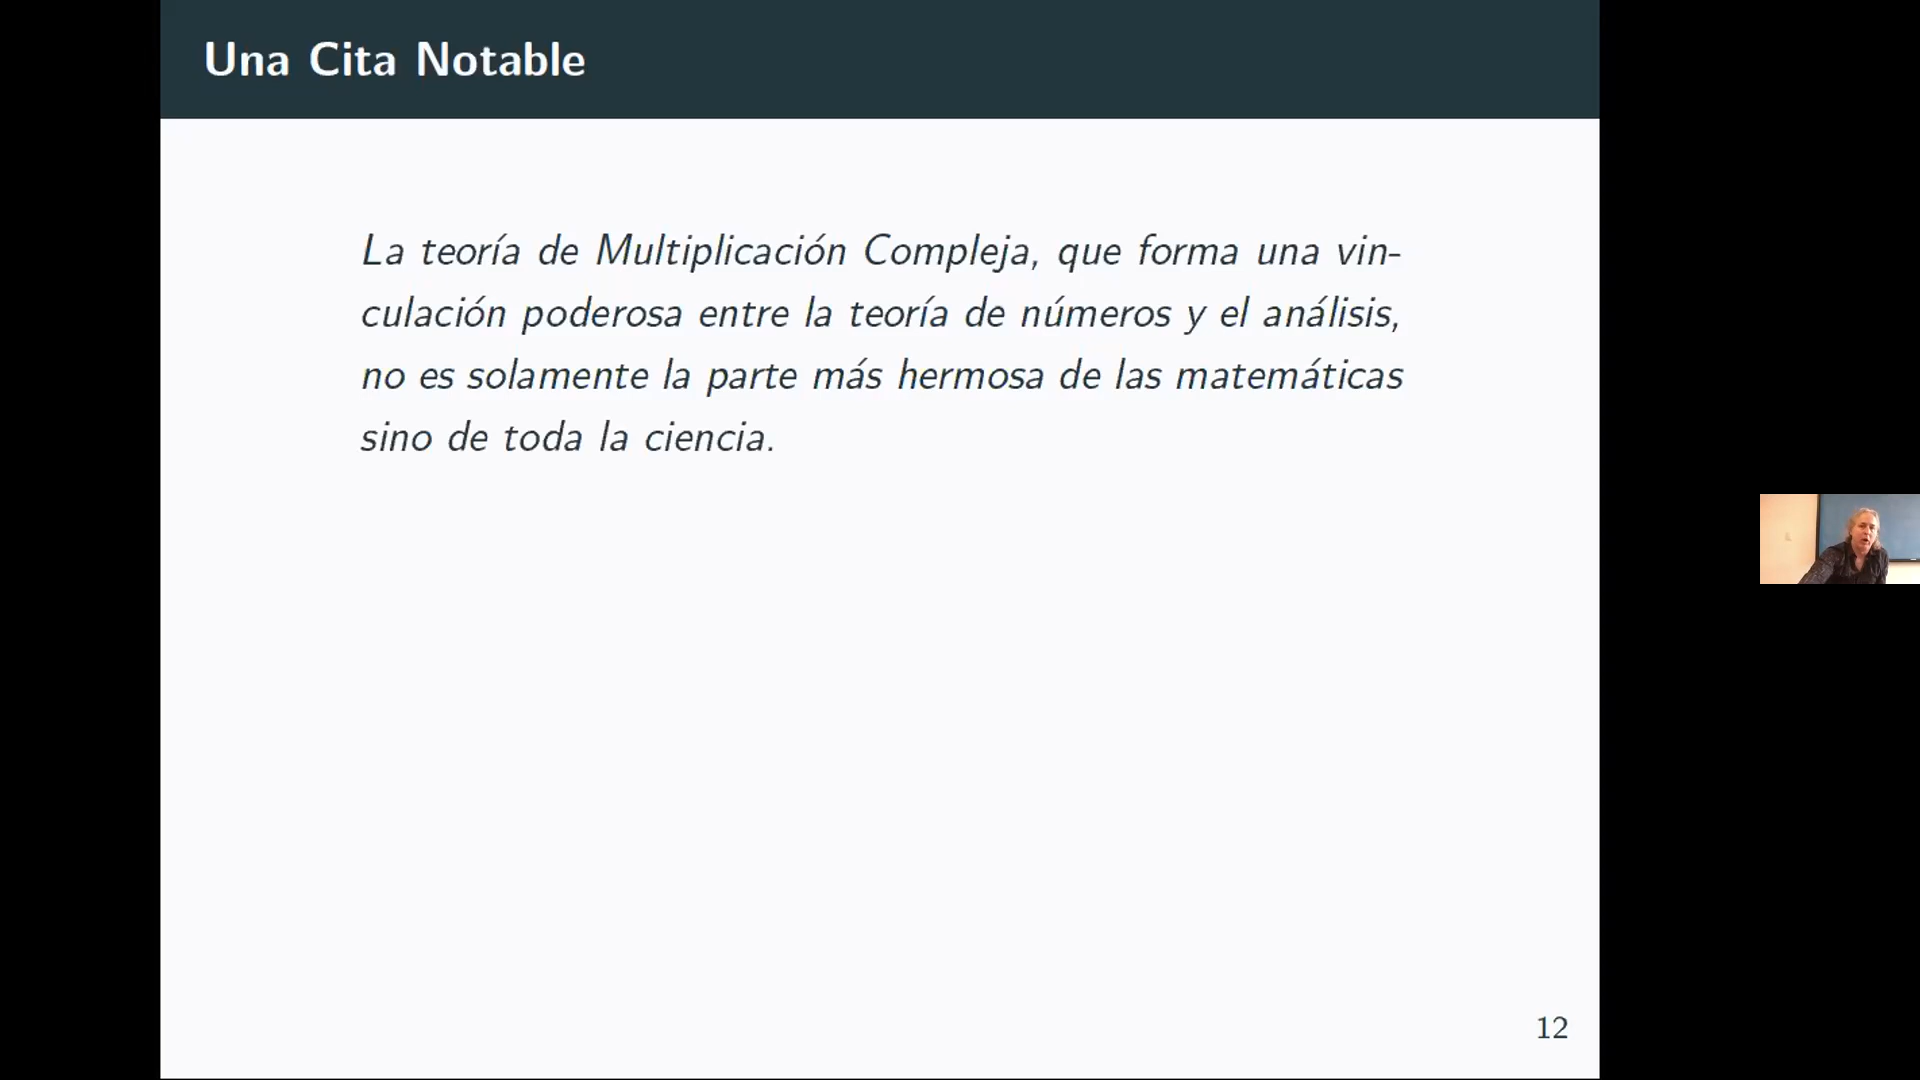 Una Cita Notable
La teoría de Multiplicación Compleja, que forma una vin-
culación poderosa entre la teoría de números y el análisis,
no es solamente la parte más hermosa de las matemáticas
sino de toda la ciencia.
12